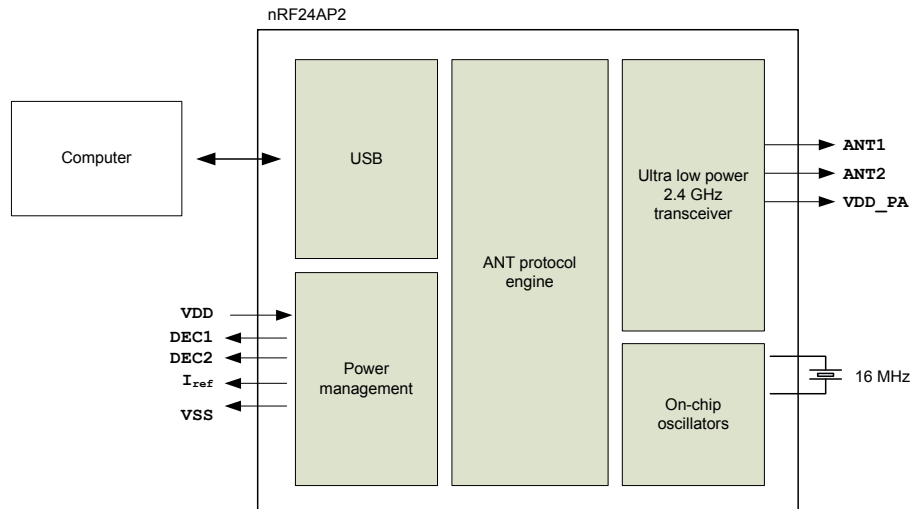 nRF24AP2
Computer
USB
ANT protocol
engine
Ultra low power
2.4 GHz
transceiver
ANT1
ANT2
VDD_PA
VDD
DEC1
DEC2
Iref
VSS
Power
management
On-chip
oscillators
16 MHz